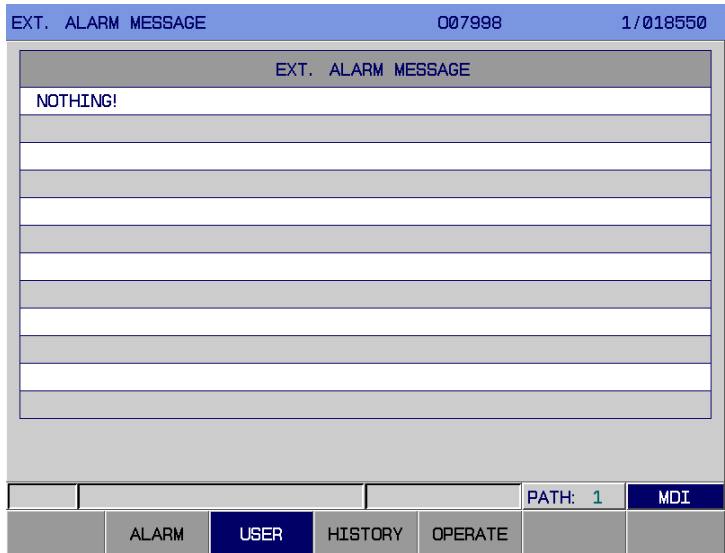 EXT. ALARM MESSAGE O07998 1/018550
EXT. ALARM MESSAGE
NOTHING!
PATH: 1 MDI
ALARM USER HISTORY OPERATE